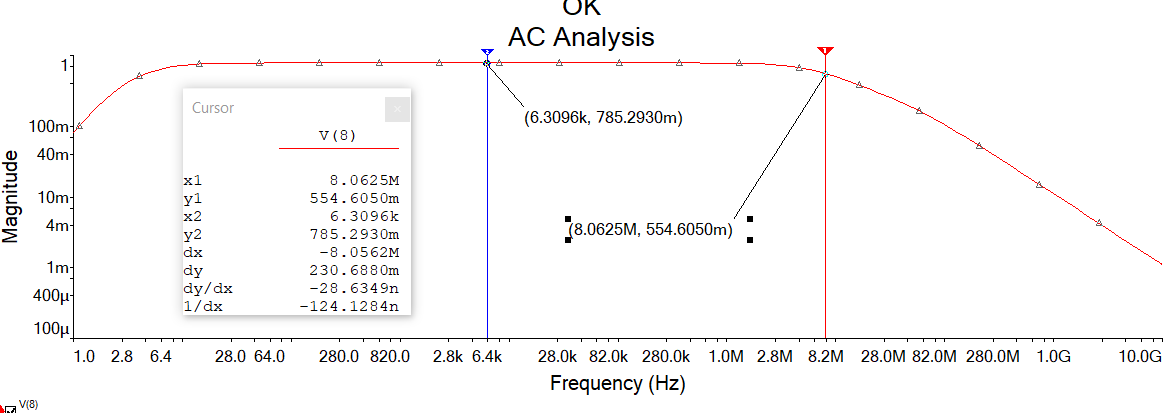 OK
AC Analysis
Cursor
V(8)
x1 8.0625M
y1 554.6050m
x2 6.3096k
y2 785.2930m
dx -8.0562M
dy 230.6880m
dy/dx -28.6349n
1/dx -124.1284n
(6.3096k, 785.2930m)
(8.0625M, 554.6050m)
Magnitude
1
100m
40m
10m
4m
1m
400µ
100µ
1.0 2.8 6.4 28.0 64.0 280.0 820.0 2.8k 6.4k 28.0k 82.0k 280.0k 1.0M 2.8M 8.2M 28.0M 82.0M 280.0M 1.0G 10.0G
Frequency (Hz)
V(8)